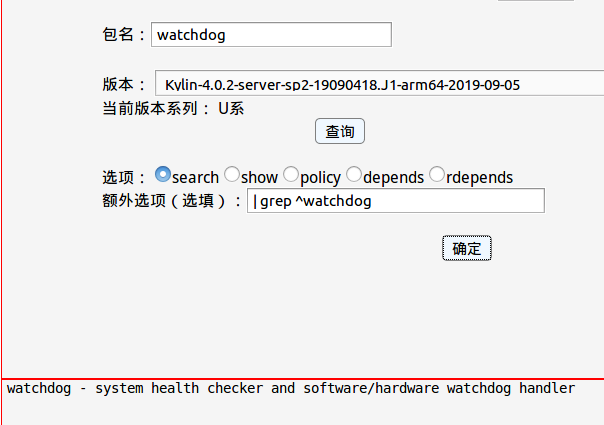 包名： watchdog
版本： Kylin-4.0.2-server-sp2-19090418.J1-arm64-2019-09-05
当前版本系列： U系
查询
选项： search show policy depends rdepends
额外选项（选填）： | grep ^watchdog
确定
watchdog - system health checker and software/hardware watchdog handler